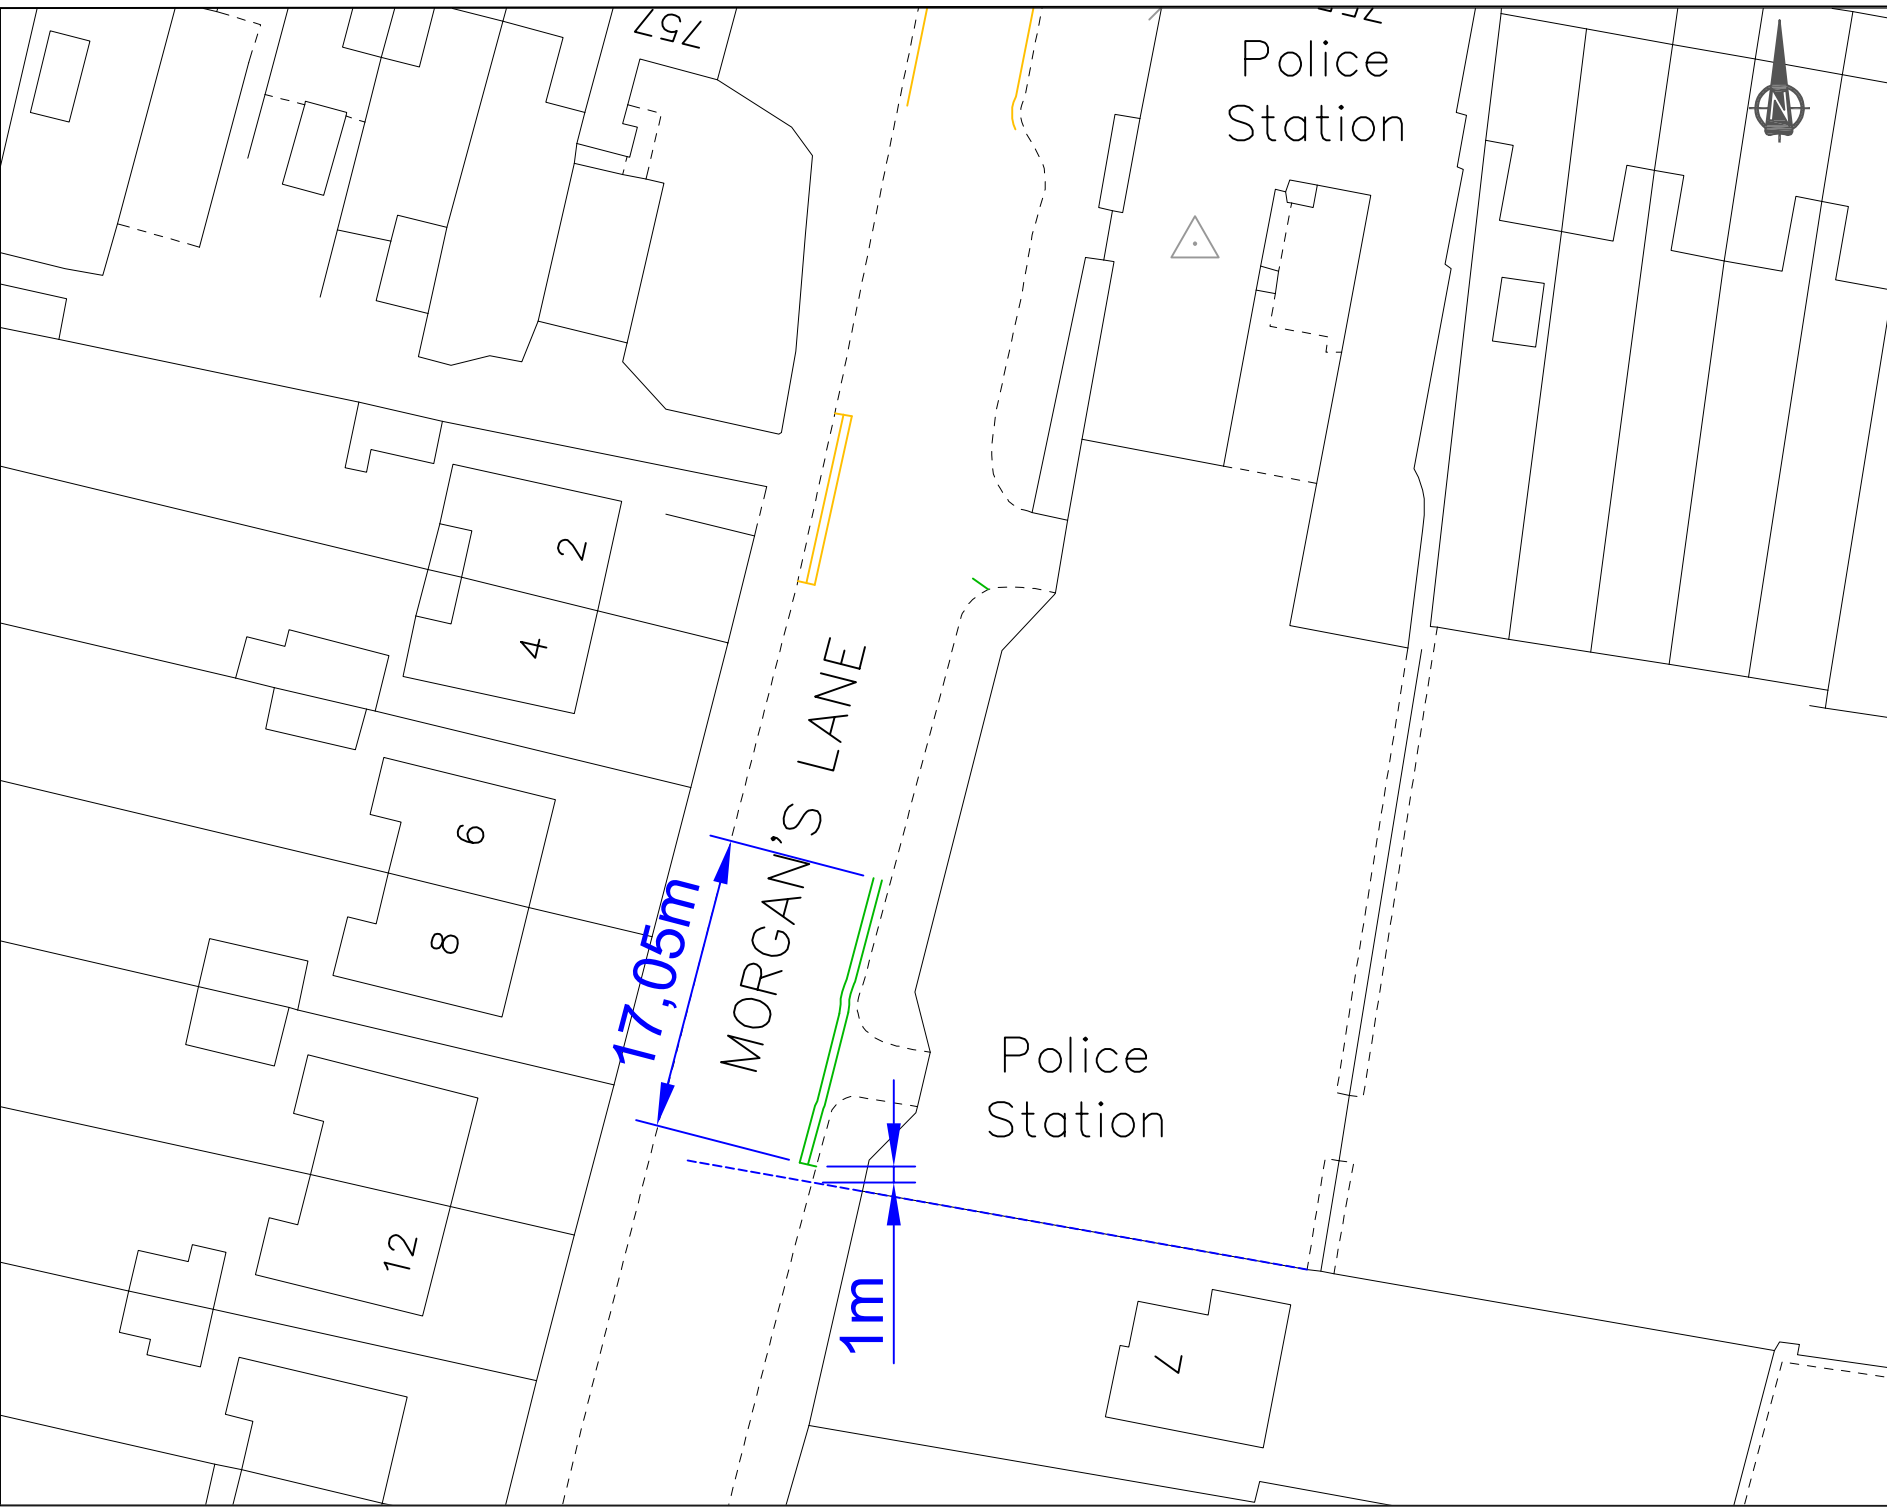 757
Police
Station
N
2
4
MORGAN'S LANE
6
8
17,05m
Police
Station
12
1m
7